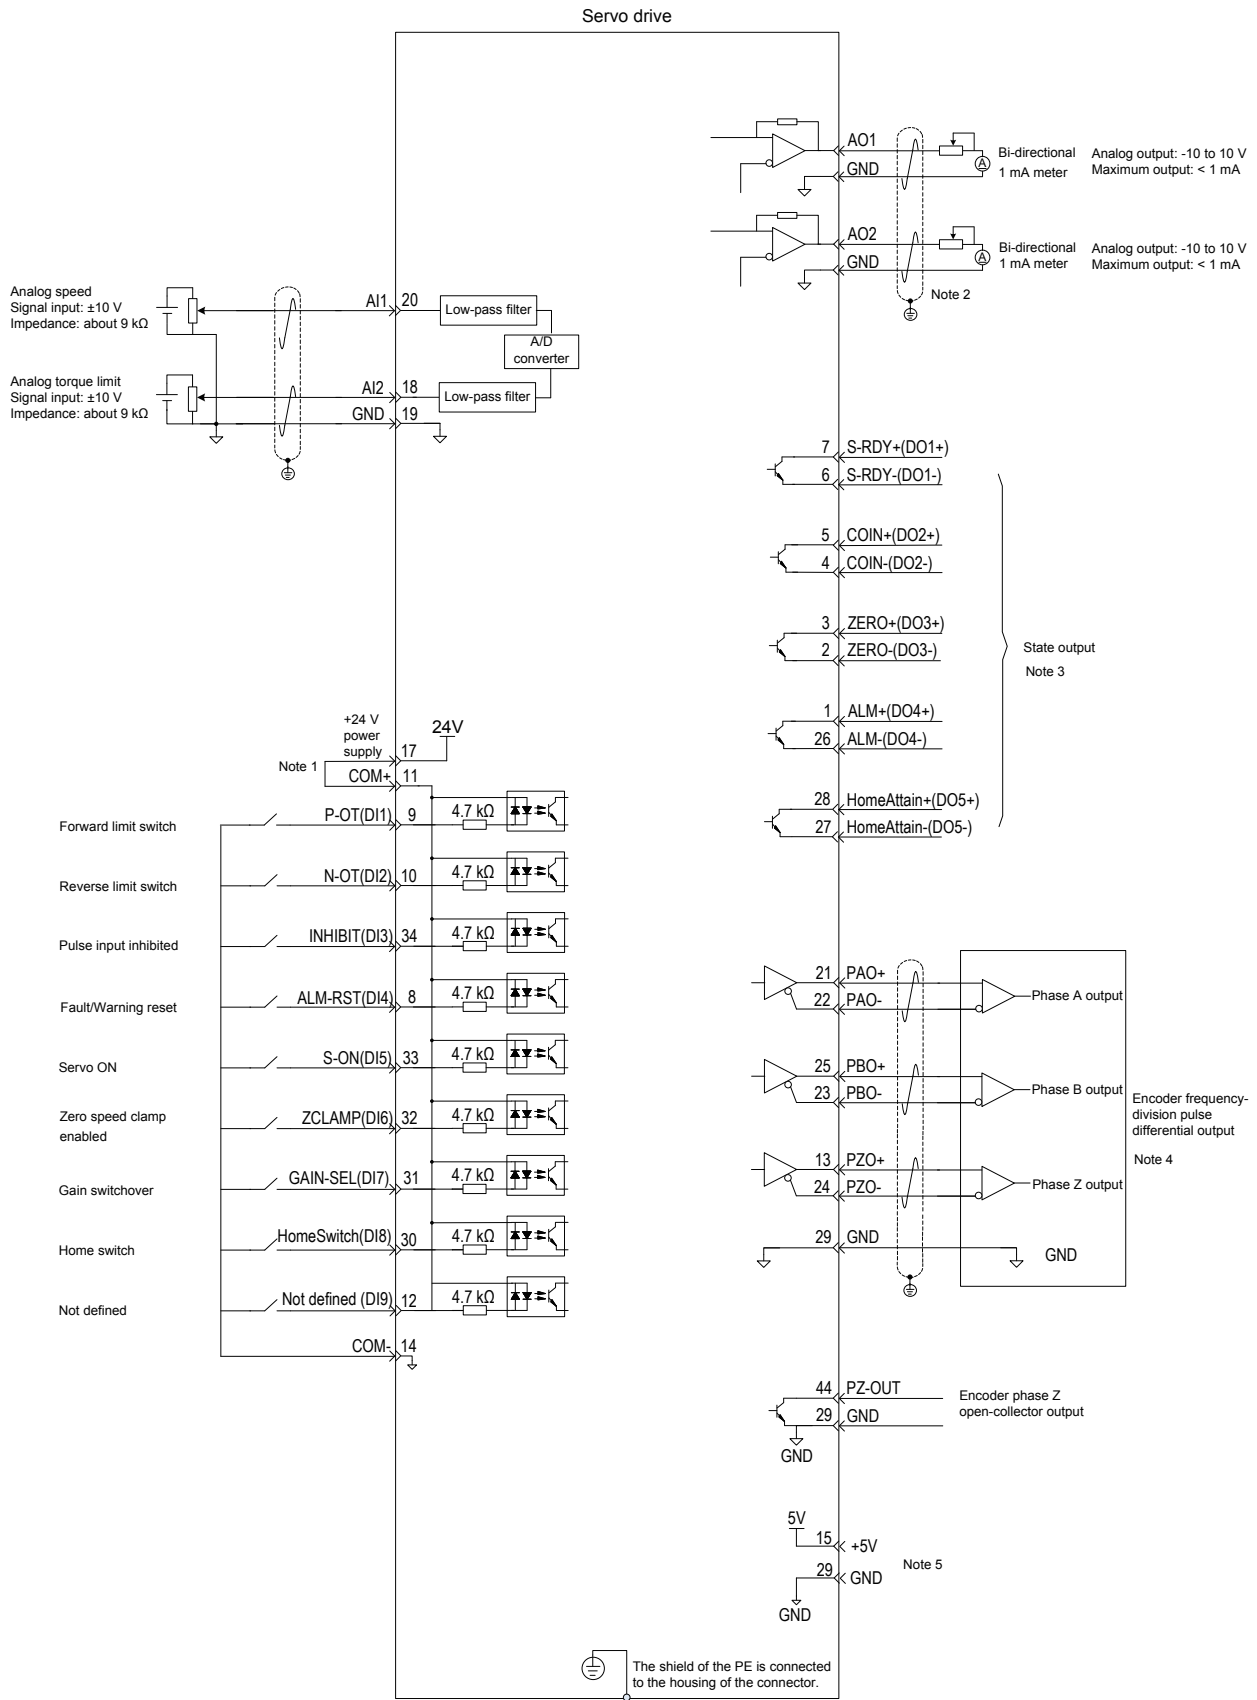 Servo drive
AO1
GND
Bi-directional
1 mA meter
A
Analog output: -10 to 10 V
Maximum output: < 1 mA
AO2
GND
Bi-directional
1 mA meter
A
Analog output: -10 to 10 V
Maximum output: < 1 mA
Note 2
Analog speed
Signal input: ±10 V
Impedance: about 9 kΩ
AI1 20
Low-pass filter
A/D
converter
Analog torque limit
Signal input: ±10 V
Impedance: about 9 kΩ
AI2 18
Low-pass filter
GND 19
7 S-RDY+(DO1+)
6 S-RDY-(DO1-)
5 COIN+(DO2+)
4 COIN-(DO2-)
3 ZERO+(DO3+)
2 ZERO-(DO3-)
1 ALM+(DO4+)
26 ALM-(DO4-)
28 HomeAttain+(DO5+)
27 HomeAttain-(DO5-)
State output
Note 3
+24 V
power
supply
17
24V
Note 1
COM+ 11
Forward limit switch
P-OT(DI1) 9 4.7 kΩ
Reverse limit switch
N-OT(DI2) 10 4.7 kΩ
Pulse input inhibited
INHIBIT(DI3) 34 4.7 kΩ
Fault/Warning reset
ALM-RST(DI4) 8 4.7 kΩ
Servo ON
S-ON(DI5) 33 4.7 kΩ
Zero speed clamp
enabled
ZCLAMP(DI6) 32 4.7 kΩ
Gain switchover
GAIN-SEL(DI7) 31 4.7 kΩ
Home switch
HomeSwitch(DI8) 30 4.7 kΩ
Not defined
Not defined (DI9) 12 4.7 kΩ
COM- 14
21 PAO+
22 PAO-
Phase A output
25 PBO+
23 PBO-
Phase B output
13 PZO+
24 PZO-
Phase Z output
29 GND
GND
Encoder frequency-
division pulse
differential output
Note 4
44 PZ-OUT
29 GND
GND
Encoder phase Z
open-collector output
5V
15 +5V
29 GND
GND
Note 5
The shield of the PE is connected
to the housing of the connector.